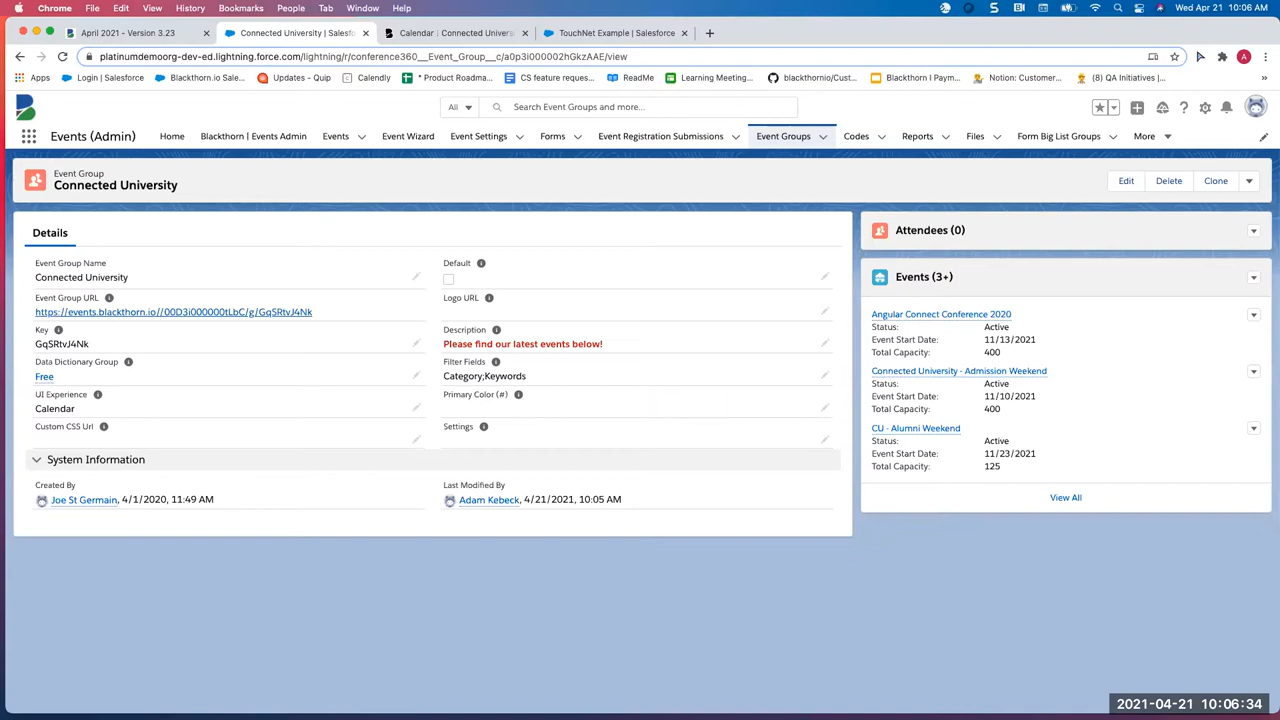 Chrome File Edit View History Bookmarks People Tab Window Help
Wed Apr 21 10:06 AM
April 2021 - Version 3.23
Connected University | Salesfo
Calendar | Connected Univers
TouchNet Example | Salesforce
platinumdemoorg-dev-ed.lightning.force.com/lightning/r/conference360__Event_Group__c/a0p3i000002hGkzAAE/view
A
Apps
Login | Salesforce
Blackthorn.io Sale...
Updates - Quip
Calendly
* Product Roadma...
CS feature reques...
ReadMe
Learning Meeting...
blackthornio/Cust...
Blackthorn I Paym...
Notion: Customer...
(8) QA Initiatives |...
All
Search Event Groups and more...
Events (Admin)
Home
Blackthorn | Events Admin
Events
Event Wizard
Event Settings
Forms
Event Registration Submissions
Event Groups
Codes
Reports
Files
Form Big List Groups
More
Event Group
Connected University
Edit
Delete
Clone
Details
Event Group Name
Connected University
Default
Event Group URL
https://events.blackthorn.io//00D3i000000tLbC/g/GqSRtvJ4Nk
Logo URL
Key
GqSRtvJ4Nk
Description
Please find our latest events below!
Data Dictionary Group
Free
Filter Fields
Category;Keywords
UI Experience
Calendar
Primary Color (#)
Custom CSS Url
Settings
System Information
Created By
Joe St Germain, 4/1/2020, 11:49 AM
Last Modified By
Adam Kebeck, 4/21/2021, 10:05 AM
Attendees (0)
Events (3+)
Angular Connect Conference 2020
Status: Active
Event Start Date: 11/13/2021
Total Capacity: 400
Connected University - Admission Weekend
Status: Active
Event Start Date: 11/10/2021
Total Capacity: 400
CU - Alumni Weekend
Status: Active
Event Start Date: 11/23/2021
Total Capacity: 125
View All
2021-04-21 10:06:34